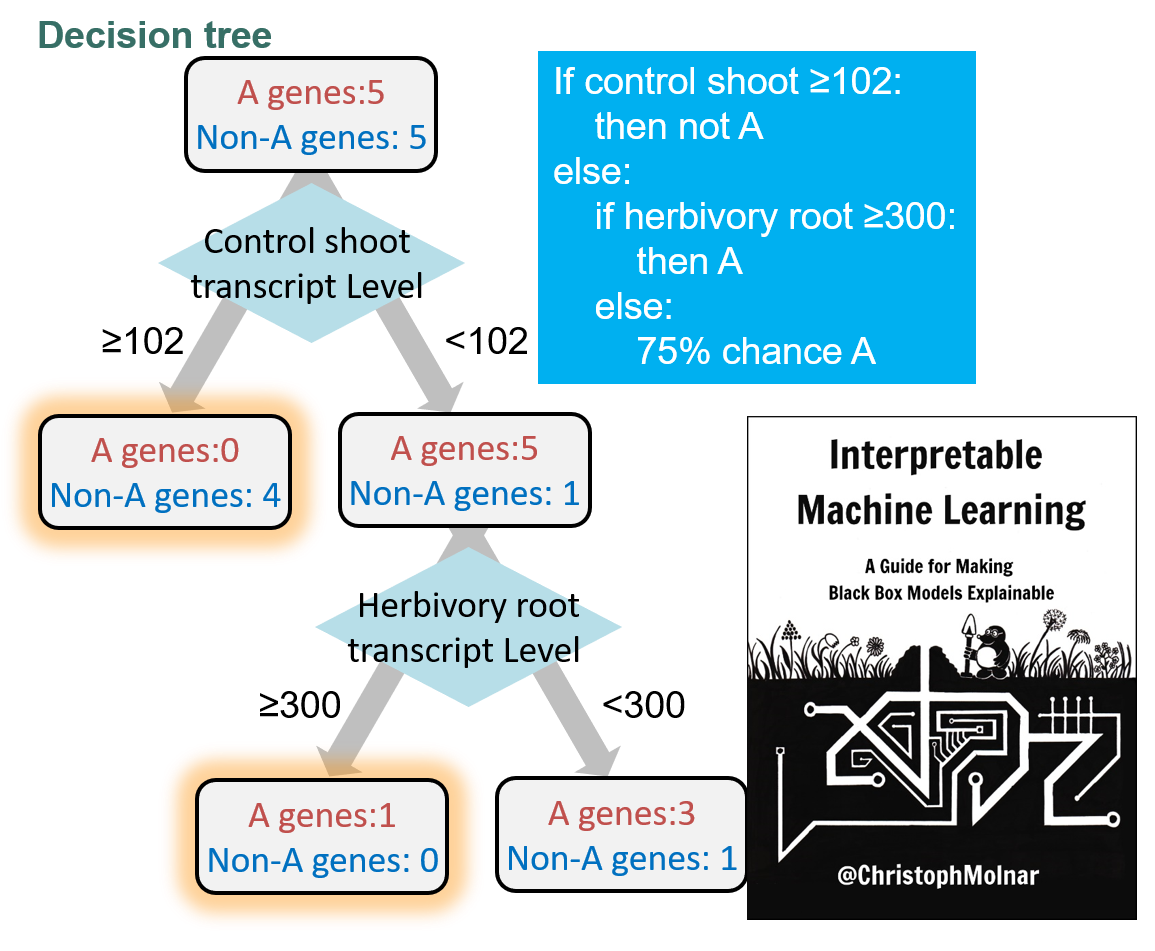 Decision tree
A genes:5
Non-A genes: 5
Control shoot
transcript Level
≥102
<102
A genes:0
Non-A genes: 4
A genes:5
Non-A genes: 1
Herbivory root
transcript Level
≥300
<300
A genes:1
Non-A genes: 0
A genes:3
Non-A genes: 1
If control shoot ≥102:
then not A
else:
if herbivory root ≥300:
then A
else:
75% chance A
Interpretable
Machine Learning
A Guide for Making
Black Box Models Explainable
@ChristophMolnar